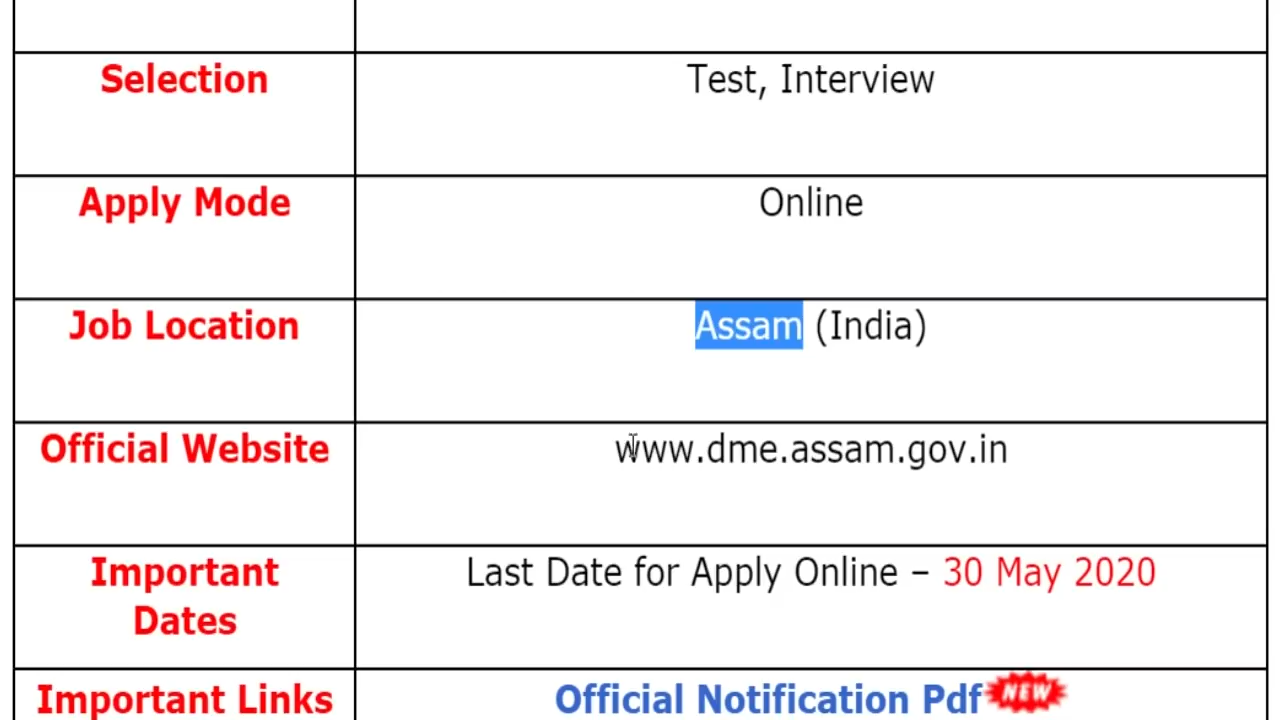 Selection Test, Interview
Apply Mode Online
Job Location Assam (India)
Official Website www.dme.assam.gov.in
Important Last Date for Apply Online – 30 May 2020
Dates
Important Links Official Notification Pdf NEW